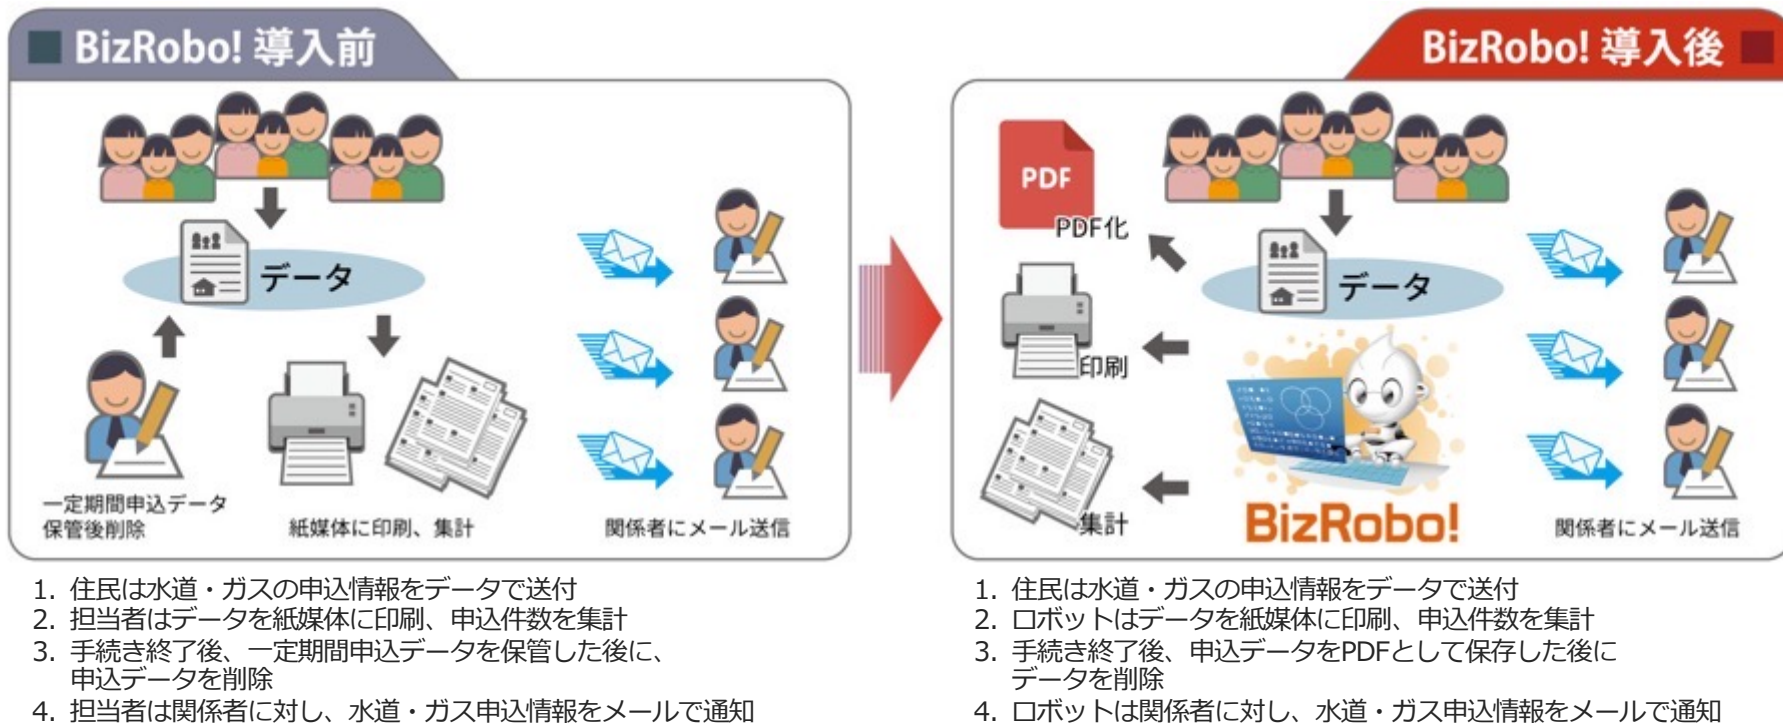 BizRobo! 導入前
データ
一定期間申込データ
保管後削除
紙媒体に印刷、集計
関係者にメール送信
1. 住民は水道・ガスの申込情報をデータで送付
2. 担当者はデータを紙媒体に印刷、申込件数を集計
3. 手続き終了後、一定期間申込データを保管した後に、
申込データを削除
4. 担当者は関係者に対し、水道・ガス申込情報をメールで通知
BizRobo! 導入後
PDF
PDF化
データ
印刷
集計
BizRobo!
関係者にメール送信
1. 住民は水道・ガスの申込情報をデータで送付
2. ロボットはデータを紙媒体に印刷、申込件数を集計
3. 手続き終了後、申込データをPDFとして保存した後に
データを削除
4. ロボットは関係者に対し、水道・ガス申込情報をメールで通知